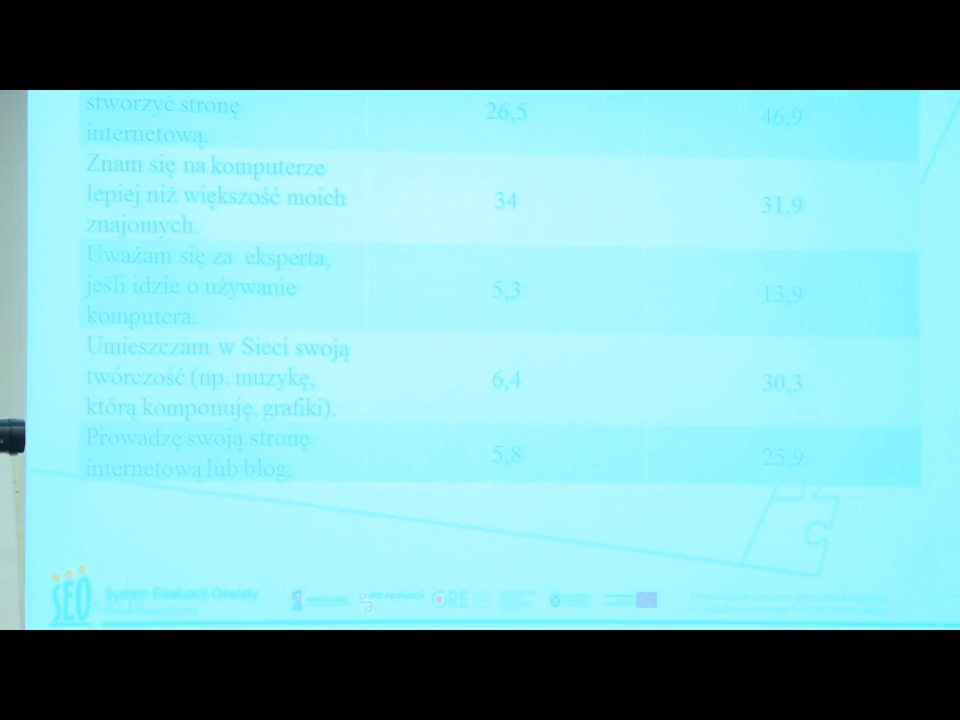 stworzyć stronę
internetową.
26,5
46,9
Znam się na komputerze
lepiej niż większość moich
znajomych.
34
31,9
Uważam się za eksperta,
jeśli idzie o używanie
komputera.
5,3
13,9
Umieszczam w Sieci swoją
twórczość (np. muzykę,
którą komponuję, grafiki).
6,4
30,3
Prowadzę swoją stronę
internetową lub blog.
5,8
25,9
SEO
System Ewaluacji Oświaty
ORE